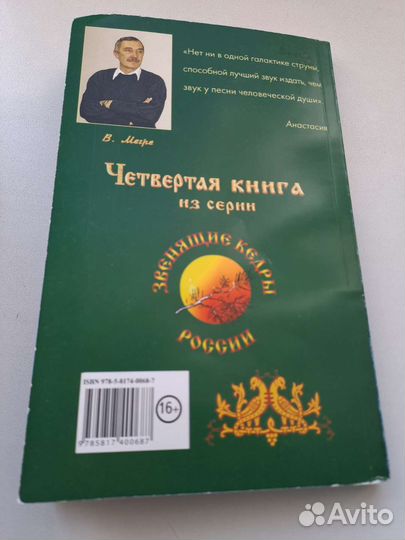 «Нет ни в одной галактике струны,
способной лучший звук издать, чем
звук у песни человеческой души»
Анастасия
В. Мегре
Четвертая книга
из серии
ЗВЕНЯЩИЕ КЕДРЫ
РОССИИ
ISBN 978-5-8174-0068-7
9785817400687
16+
Avito